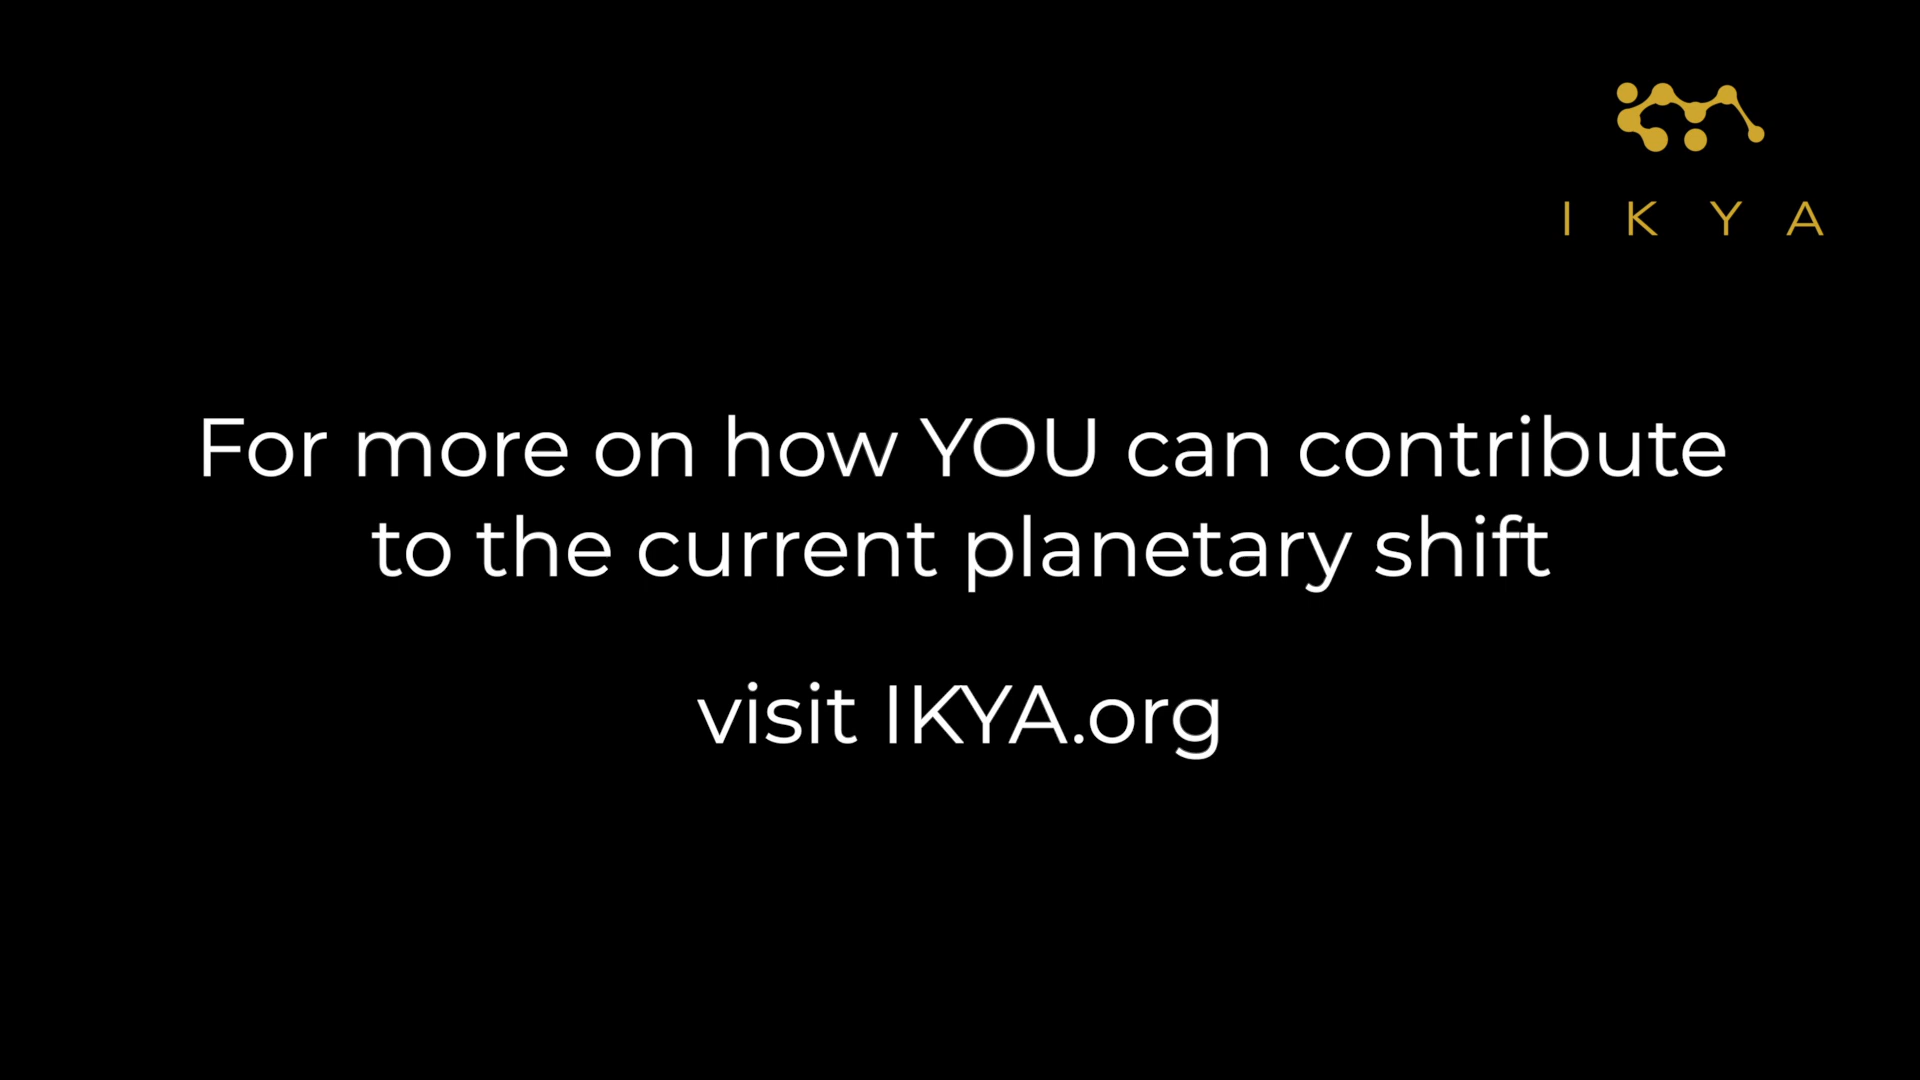 I K Y A
For more on how YOU can contribute
to the current planetary shift
visit IKYA.org